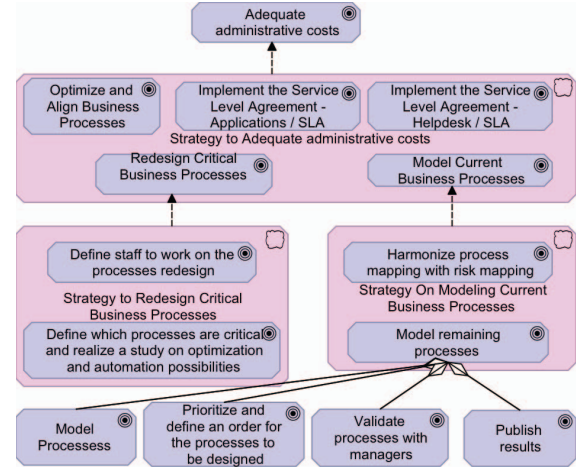 Adequate
administrative costs
Optimize and
Align Business
Processes
Implement the Service
Level Agreement -
Applications / SLA
Implement the Service
Level Agreement -
Helpdesk / SLA
Strategy to Adequate administrative costs
Redesign Critical
Business Processes
Model Current
Business Processes
Define staff to work on the
processes redesign
Strategy to Redesign Critical
Business Processes
Define which processes are critical
and realize a study on optimization
and automation possibilities
Harmonize process
mapping with risk mapping
Strategy On Modeling Current
Business Processes
Model remaining
processes
Model
Processess
Prioritize and
define an order for
the processes to
be designed
Validate
processes with
managers
Publish
results